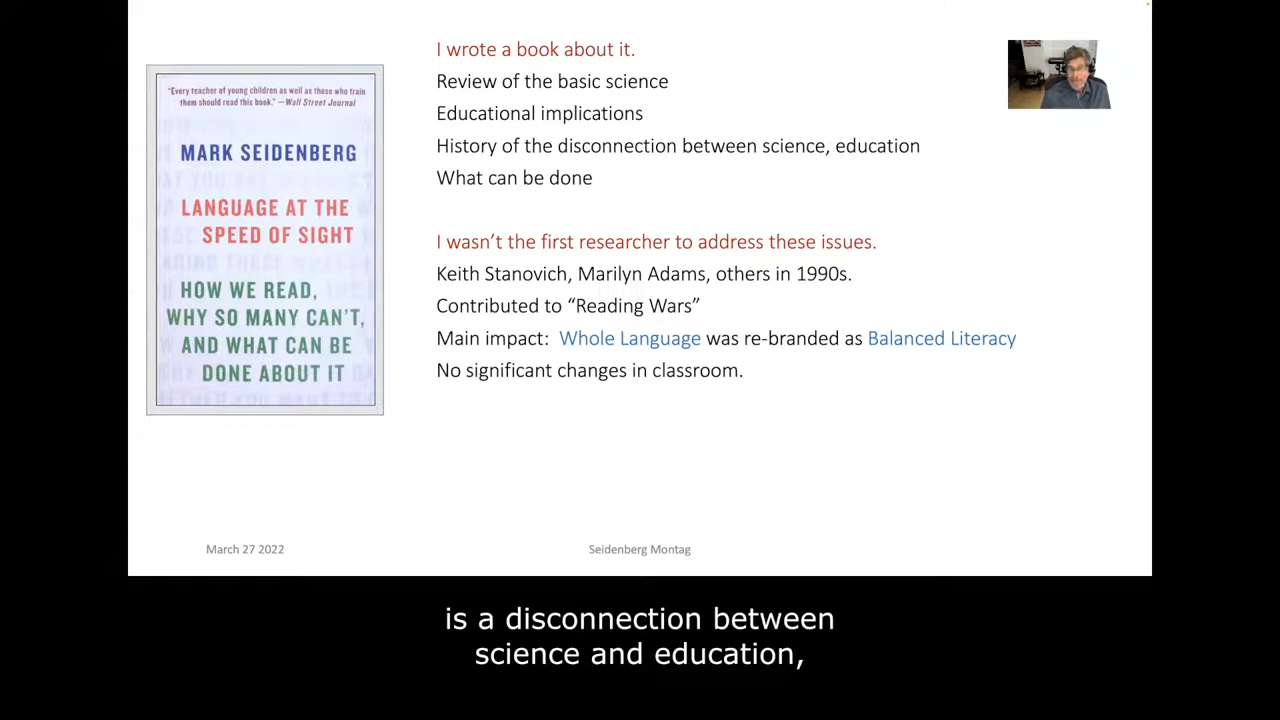 "Every teacher of young children as well as those who train
them should read this book." —Wall Street Journal
MARK SEIDENBERG
LANGUAGE AT THE
SPEED OF SIGHT
HOW WE READ,
WHY SO MANY CAN'T,
AND WHAT CAN BE
DONE ABOUT IT
I wrote a book about it.
Review of the basic science
Educational implications
History of the disconnection between science, education
What can be done
I wasn't the first researcher to address these issues.
Keith Stanovich, Marilyn Adams, others in 1990s.
Contributed to “Reading Wars”
Main impact: Whole Language was re-branded as Balanced Literacy
No significant changes in classroom.
March 27 2022
Seidenberg Montag
is a disconnection between
science and education,